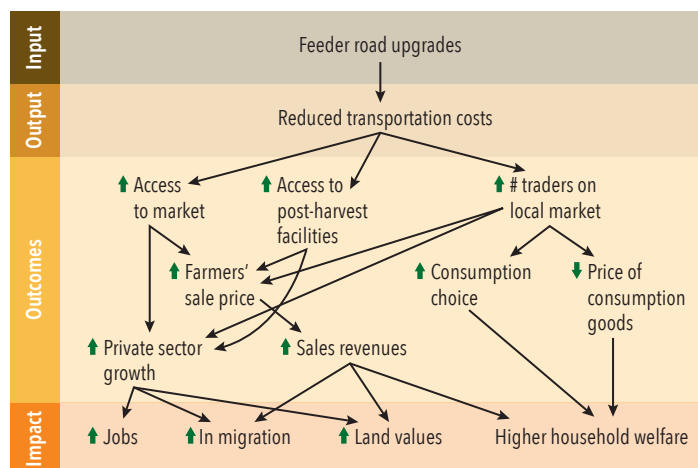 Input
Feeder road upgrades
Output
Reduced transportation costs
Outcomes
Access
to market
Access to
post-harvest
facilities
# traders on
local market
Farmers'
sale price
Consumption
choice
Price of
consumption
goods
Private sector
growth
Sales revenues
Impact
Jobs
In migration
Land values
Higher household welfare